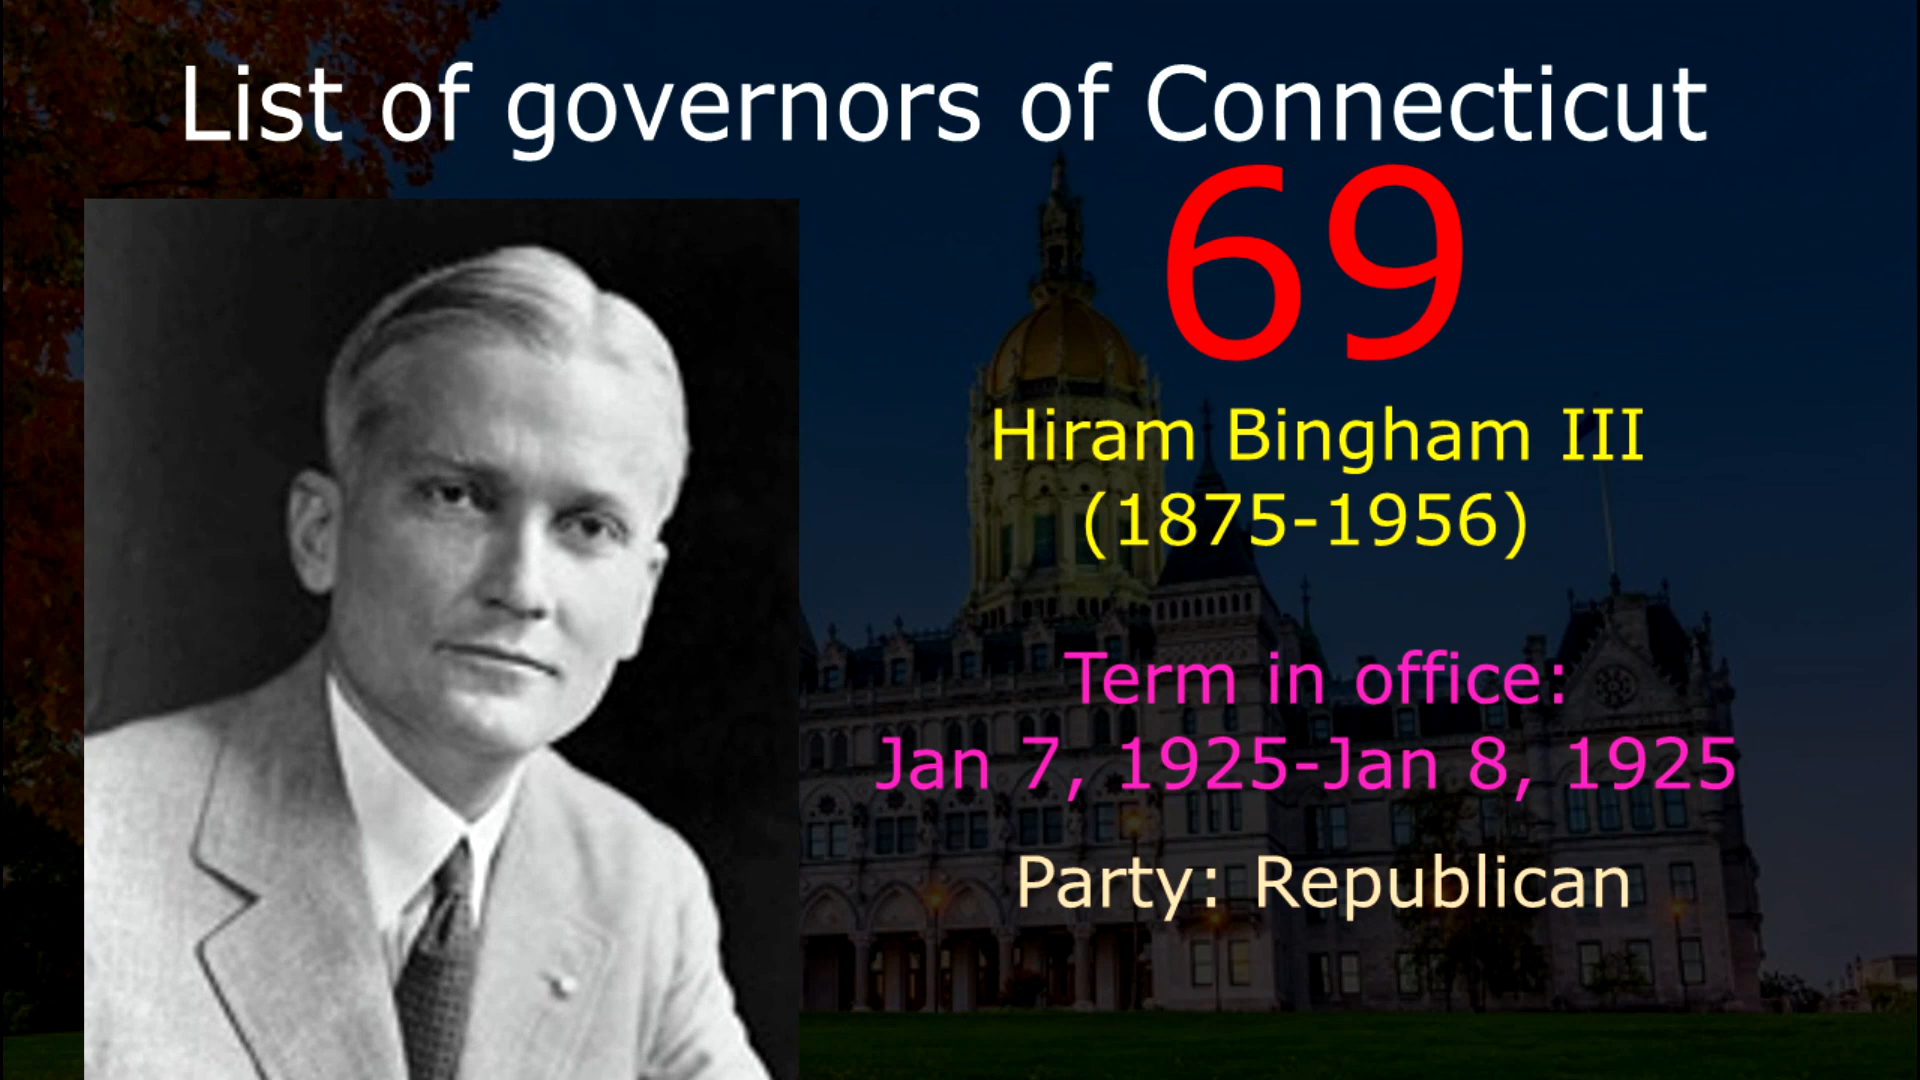 List of governors of Connecticut
69
Hiram Bingham III
(1875-1956)
Term in office:
Jan 7, 1925-Jan 8, 1925
Party: Republican